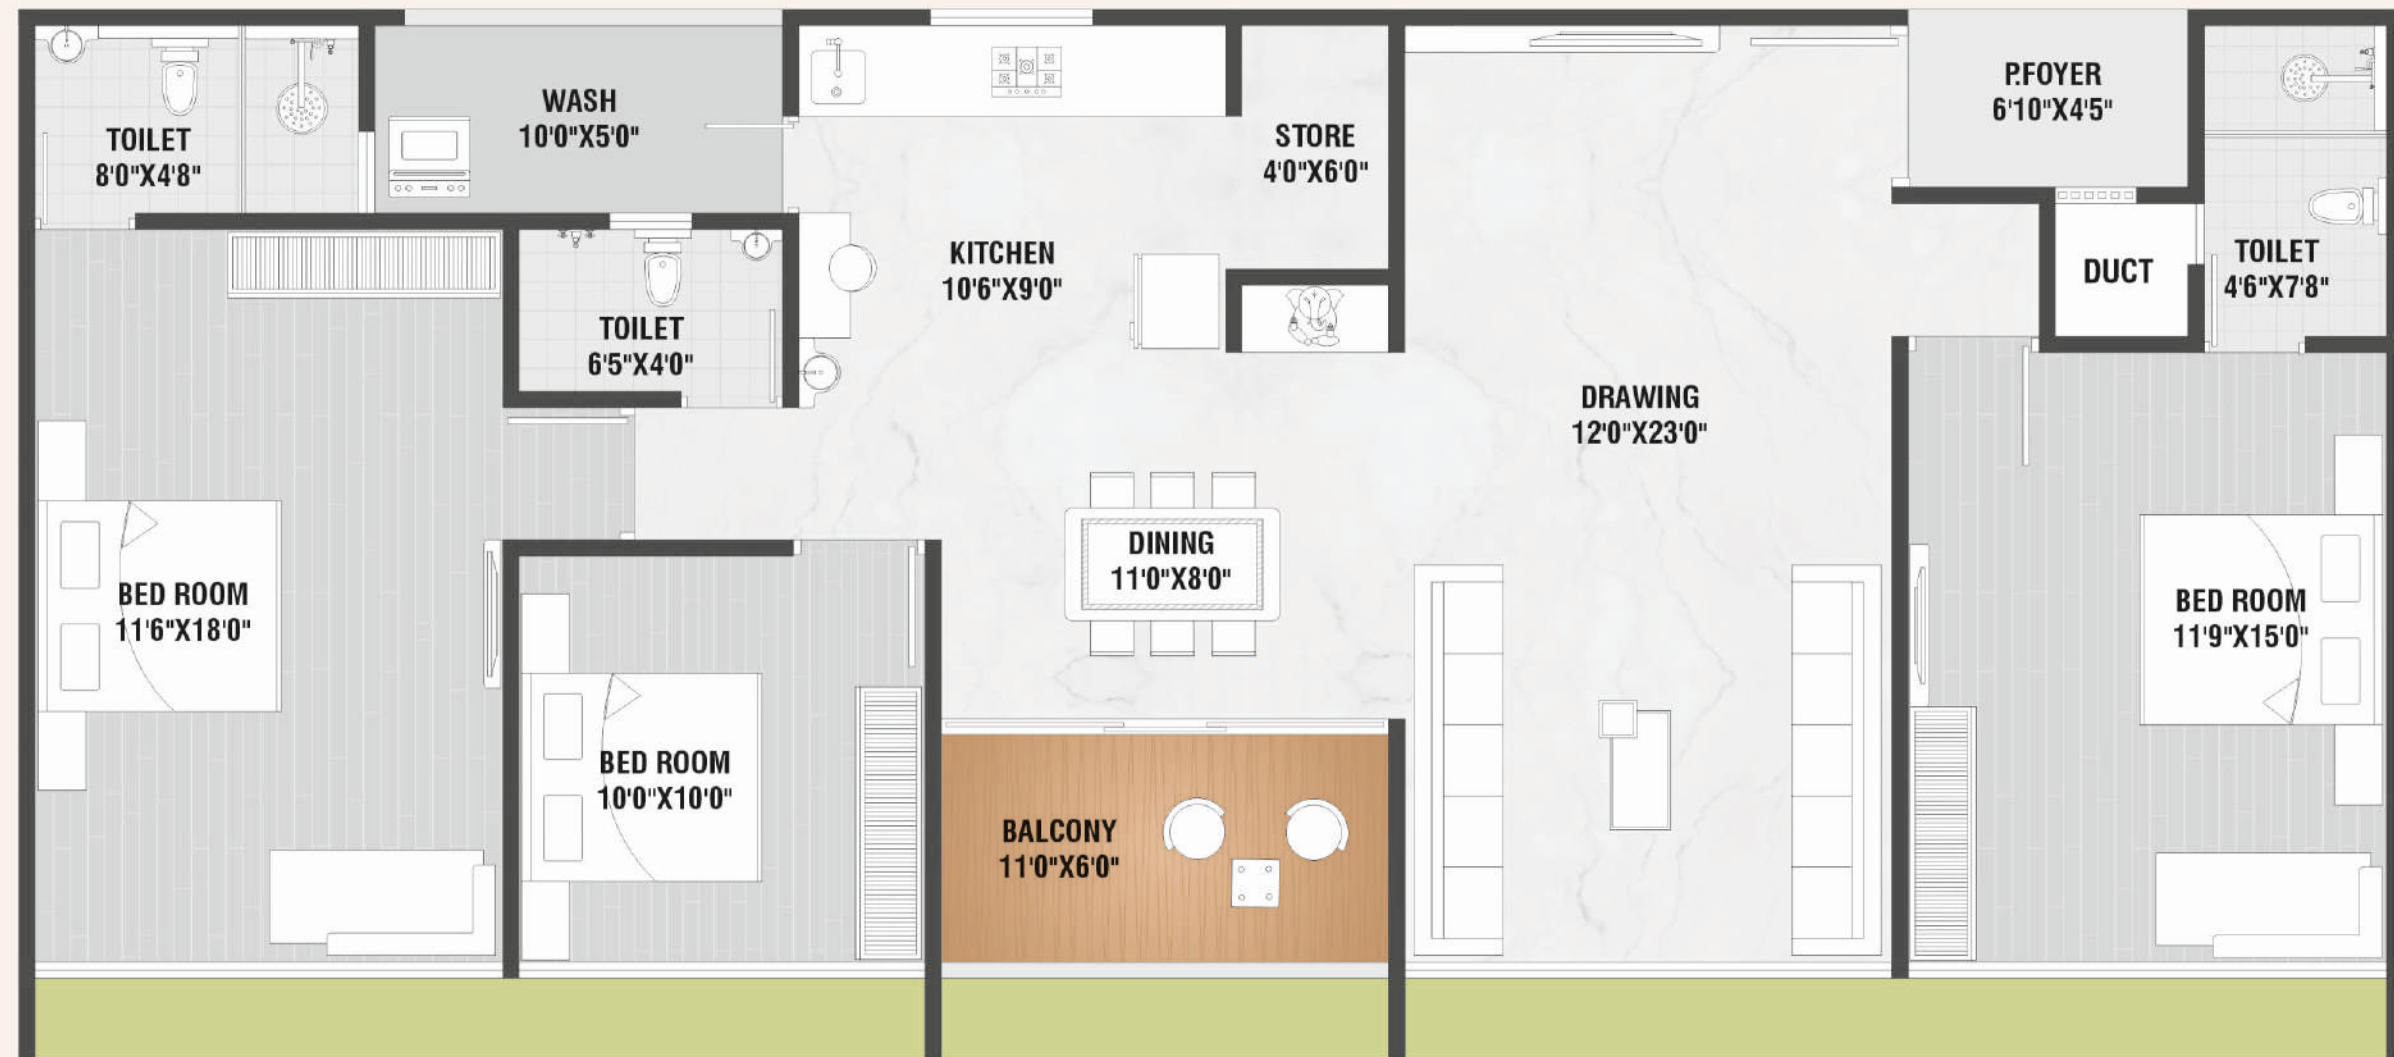 TOILET
8'0"X4'8"
WASH
10'0"X5'0"
STORE
4'0"X6'0"
P.FOYER
6'10"X4'5"
TOILET
6'5"X4'0"
KITCHEN
10'6"X9'0"
DUCT
TOILET
4'6"X7'8"
DRAWING
12'0"X23'0"
BED ROOM
11'6"X18'0"
DINING
11'0"X8'0"
BED ROOM
11'9"X15'0"
BED ROOM
10'0"X10'0"
BALCONY
11'0"X6'0"